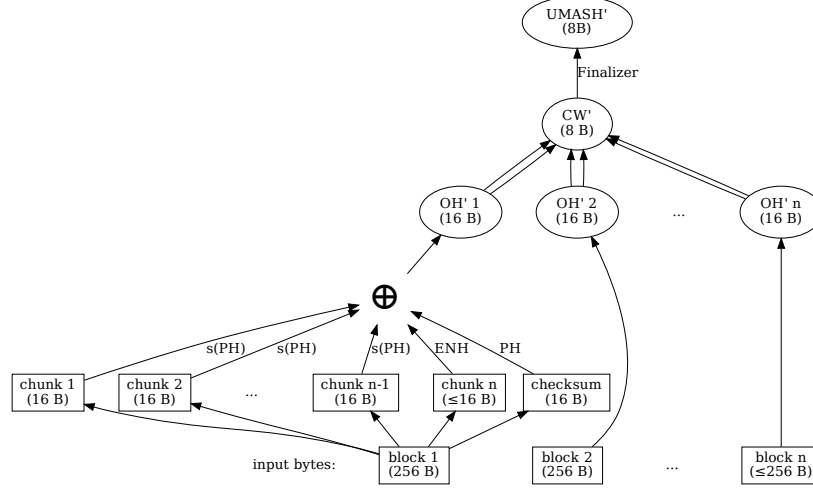 UMASH'
(8B)
Finalizer
CW'
(8 B)
OH' 1
(16 B)
OH' 2
(16 B)
...
OH' n
(16 B)
⊕
s(PH)
s(PH)
s(PH)
ENH
PH
chunk 1
(16 B)
chunk 2
(16 B)
...
chunk n-1
(16 B)
chunk n
(≤16 B)
checksum
(16 B)
input bytes:
block 1
(256 B)
block 2
(256 B)
...
block n
(≤256 B)